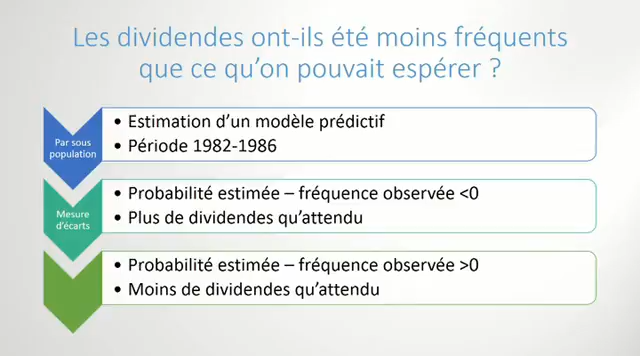 Les dividendes ont-ils été moins fréquents
que ce qu’on pouvait espérer ?
Par sous
population
• Estimation d’un modèle prédictif
• Période 1982-1986
Mesure
d’écarts
• Probabilité estimée – fréquence observée <0
• Plus de dividendes qu’attendu
• Probabilité estimée – fréquence observée >0
• Moins de dividendes qu’attendu